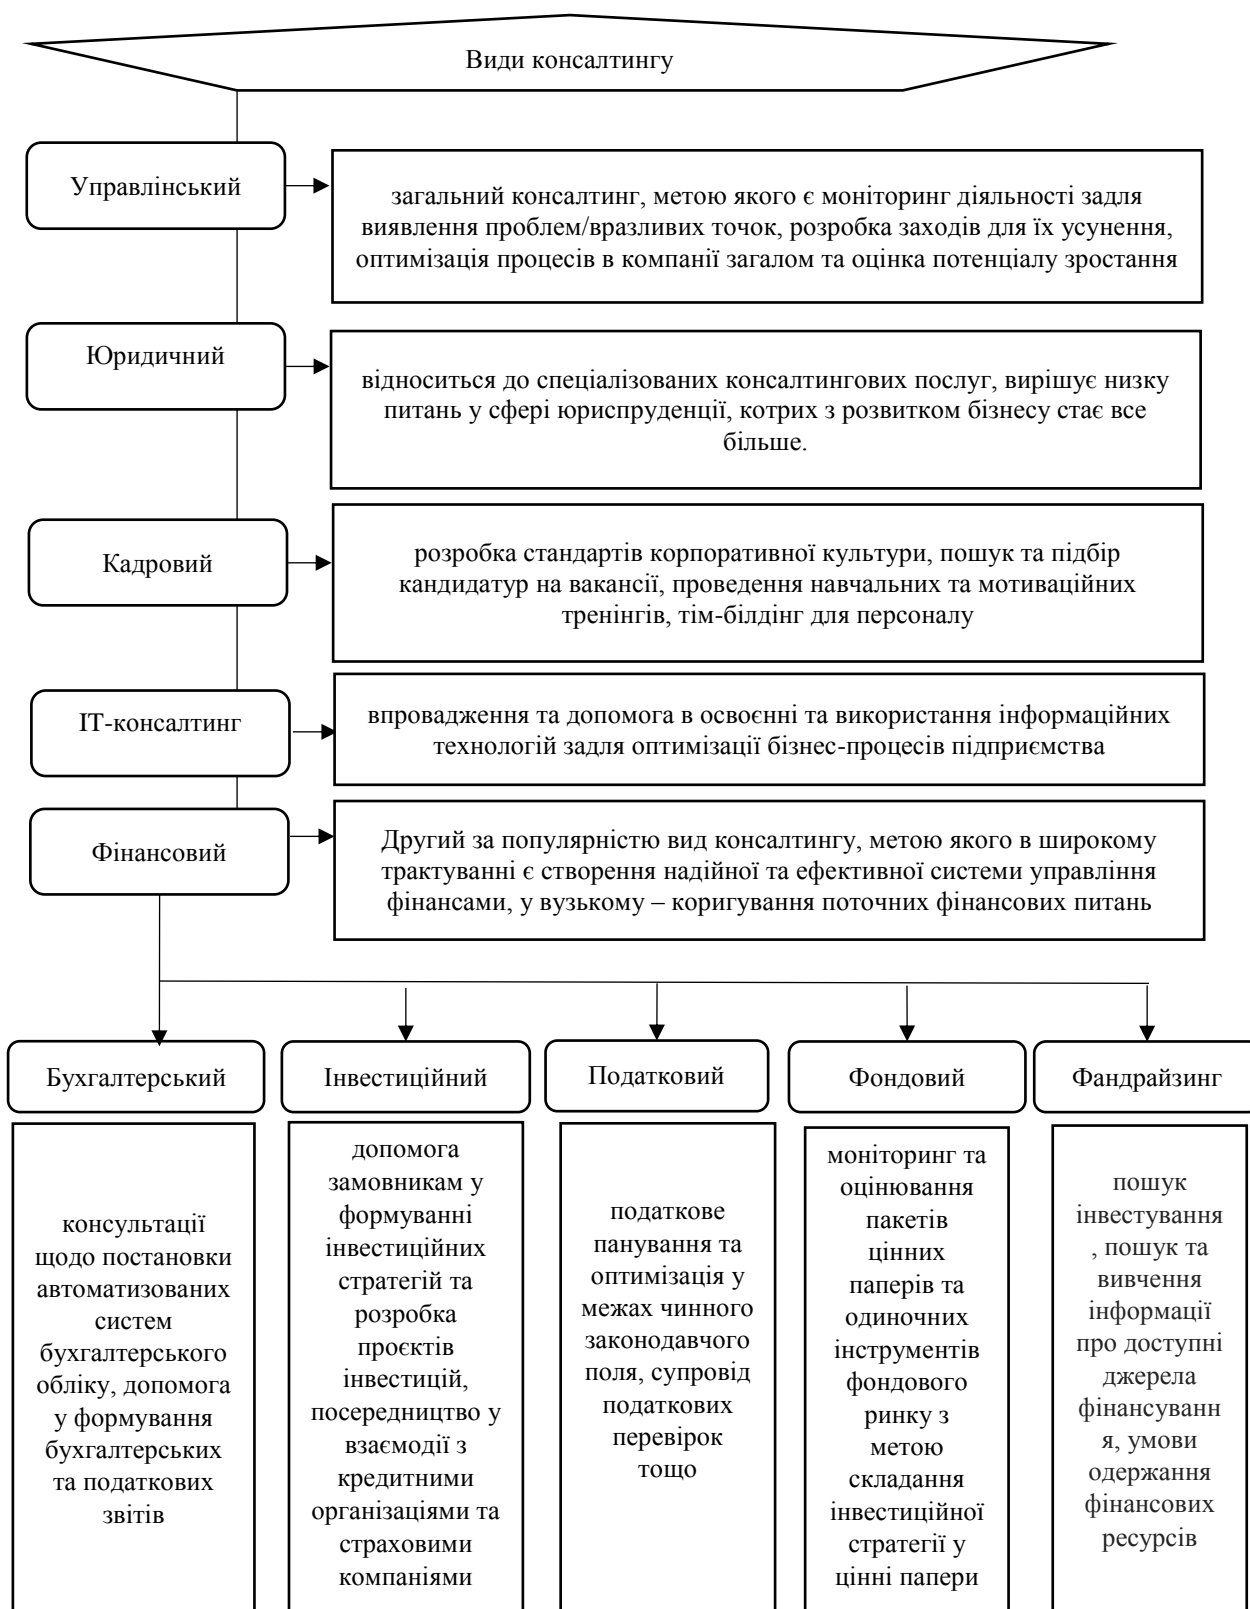 Види консалтингу
Управлінський
загальний консалтинг, метою якого є моніторинг діяльності задля
виявлення проблем/вразливих точок, розробка заходів для їх усунення,
оптимізація процесів в компанії загалом та оцінка потенціалу зростання
Юридичний
відноситься до спеціалізованих консалтингових послуг, вирішує низку
питань у сфері юриспруденції, котрих з розвитком бізнесу стає все
більше.
Кадровий
розробка стандартів корпоративної культури, пошук та підбір
кандидатур на вакансії, проведення навчальних та мотиваційних
тренінгів, тім-білдінг для персоналу
ІТ-консалтинг
впровадження та допомога в освоєнні та використання інформаційних
технологій задля оптимізації бізнес-процесів підприємства
Фінансовий
Другий за популярністю вид консалтингу, метою якого в широкому
трактуванні є створення надійної та ефективної системи управління
фінансами, у вузькому – коригування поточних фінансових питань
Бухгалтерський
консультації
щодо постановки
автоматизованих
систем
бухгалтерського
обліку, допомога
у формування
бухгалтерських
та податкових
звітів
Інвестиційний
допомога
замовникам у
формуванні
інвестиційних
стратегій та
розробка
проєктів
інвестицій,
посередництво у
взаємодії з
кредитними
організаціями та
страховими
компаніями
Податковий
податкове
панування та
оптимізація у
межах чинного
законодавчого
поля, супровід
податкових
перевірок
тощо
Фондовий
моніторинг та
оцінювання
пакетів
цінних
паперів та
одиночних
інструментів
фондового
ринку з
метою
складання
інвестиційної
стратегії у
цінні папери
Фандрайзинг
пошук
інвестування
, пошук та
вивчення
інформації
про доступні
джерела
фінансуванн
я, умови
одержання
фінансових
ресурсів